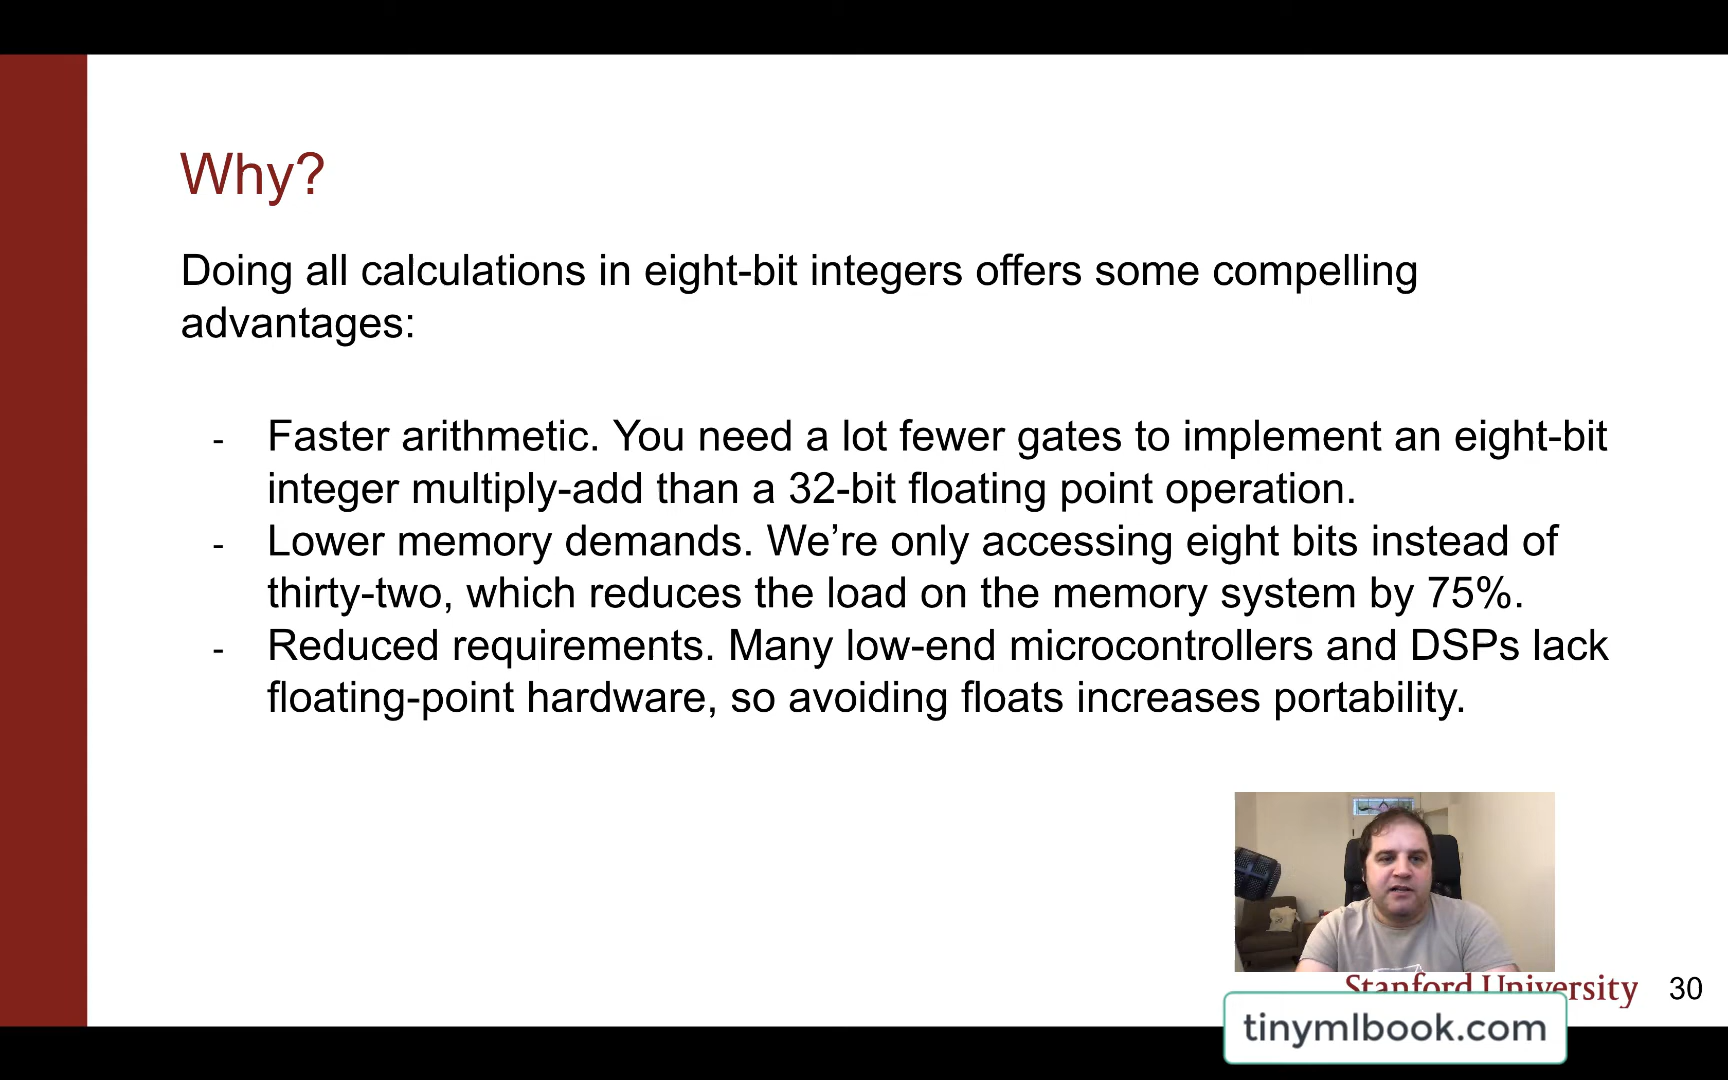 Why?
Doing all calculations in eight-bit integers offers some compelling
advantages:
- Faster arithmetic. You need a lot fewer gates to implement an eight-bit
integer multiply-add than a 32-bit floating point operation.
- Lower memory demands. We’re only accessing eight bits instead of
thirty-two, which reduces the load on the memory system by 75%.
- Reduced requirements. Many low-end microcontrollers and DSPs lack
floating-point hardware, so avoiding floats increases portability.
Stanford University 30
tinymlbook.com